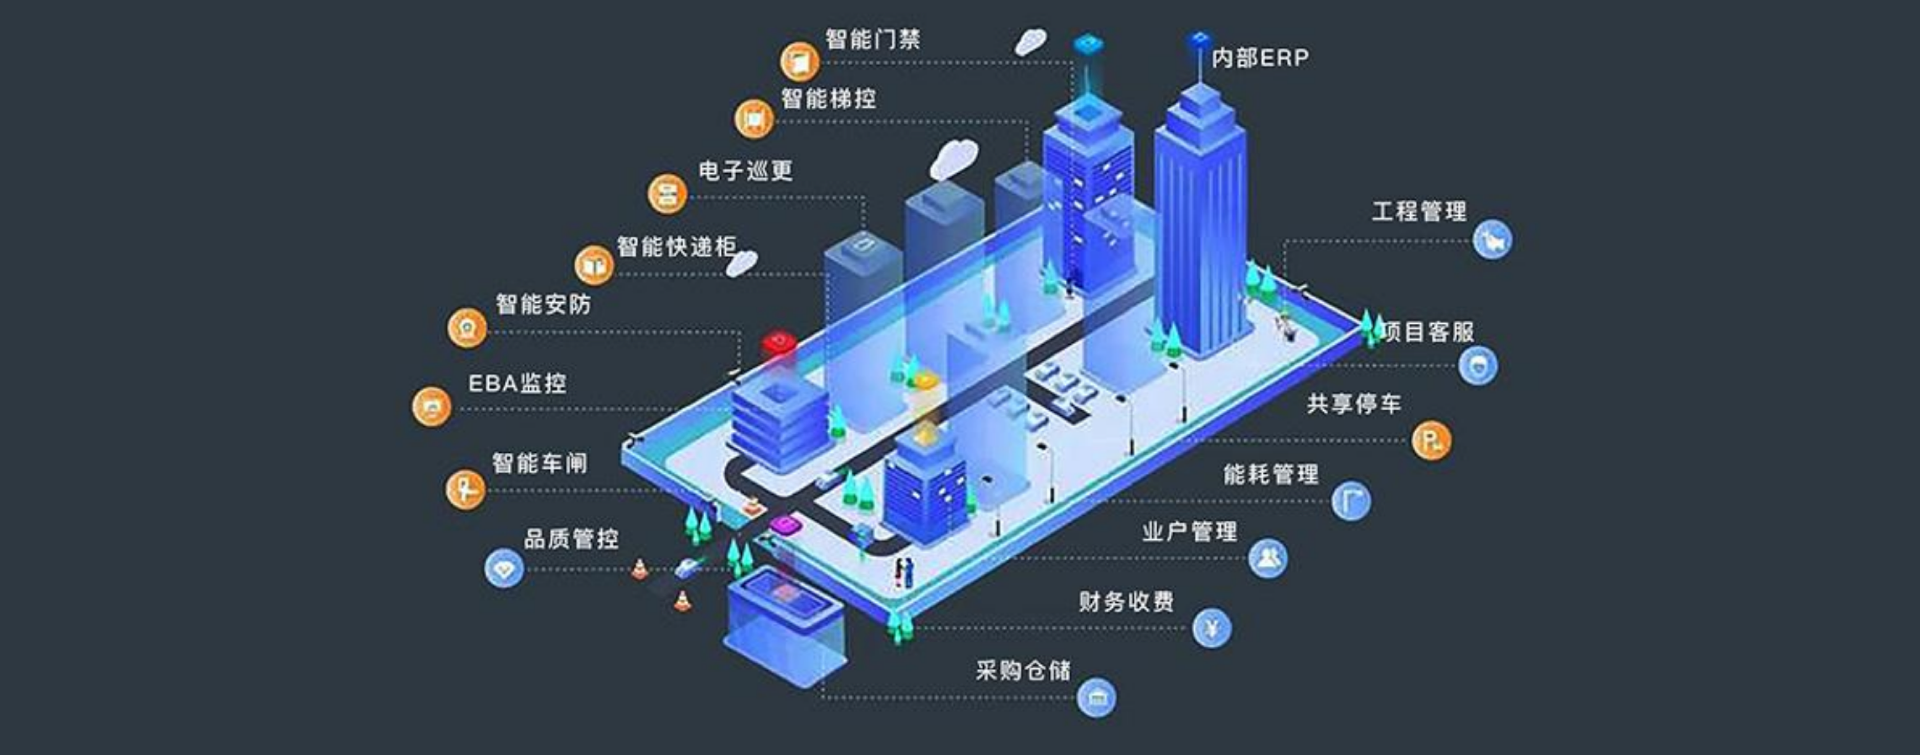 智能门禁
内部ERP
智能梯控
电子巡更
工程管理
智能快递柜
智能安防
项目客服
EBA监控
共享停车
智能车闸
能耗管理
品质管控
业户管理
财务收费
采购仓储